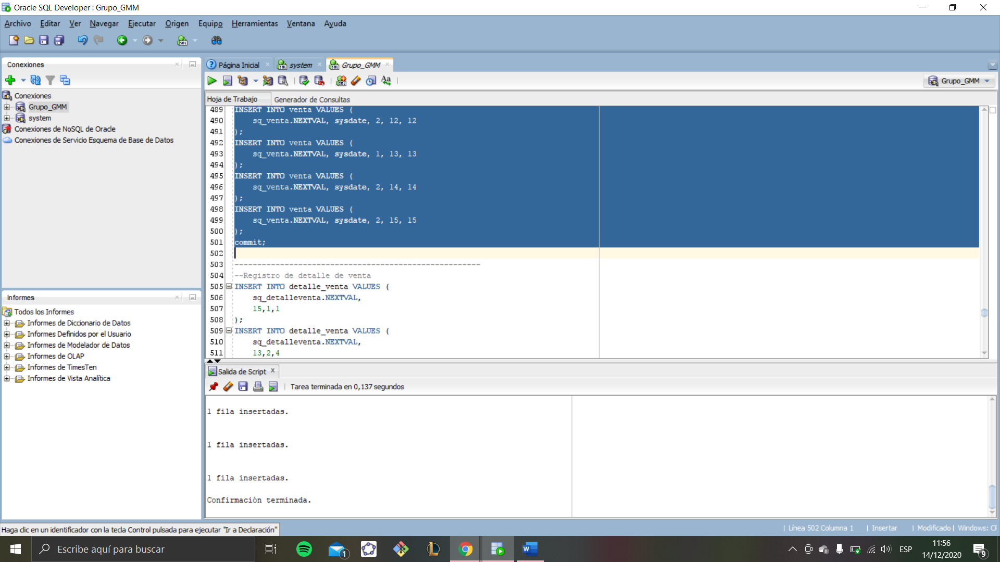 Oracle SQL Developer : Grupo_GMM
Archivo Editar Ver Navegar Ejecutar Origen Equipo Herramientas Ventana Ayuda
Conexiones
Conexiones
Grupo_GMM
system
Conexiones de NoSQL de Oracle
Conexiones de Servicio Esquema de Base de Datos
Informes
Todos los Informes
Informes de Diccionario de Datos
Informes Definidos por el Usuario
Informes de Modelador de Datos
Informes de OLAP
Informes de TimesTen
Informes de Vista Analítica
Página Inicial system Grupo_GMM
Grupo_GMM
Hoja de Trabajo Generador de Consultas
489 INSERT INTO venta VALUES (
490 sq_venta.NEXTVAL, sysdate, 2, 12, 12
491 );
492 INSERT INTO venta VALUES (
493 sq_venta.NEXTVAL, sysdate, 1, 13, 13
494 );
495 INSERT INTO venta VALUES (
496 sq_venta.NEXTVAL, sysdate, 2, 14, 14
497 );
498 INSERT INTO venta VALUES (
499 sq_venta.NEXTVAL, sysdate, 2, 15, 15
500 );
501 commit;
502
503 ------------------------------------------------------
504 --Registro de detalle de venta
505 INSERT INTO detalle_venta VALUES (
506 sq_detalleventa.NEXTVAL,
507 15,1,1
508 );
509 INSERT INTO detalle_venta VALUES (
510 sq_detalleventa.NEXTVAL,
511 13,2,4
Salida de Script
Tarea terminada en 0,137 segundos
1 fila insertadas.
1 fila insertadas.
1 fila insertadas.
Confirmación terminada.
Haga clic en un identificador con la tecla Control pulsada para ejecutar "Ir a Declaración"
Línea 502 Columna 1 | Insertar | Modificado | Windows: CF
Escribe aquí para buscar
1
ESP
11:56
14/12/2020
9